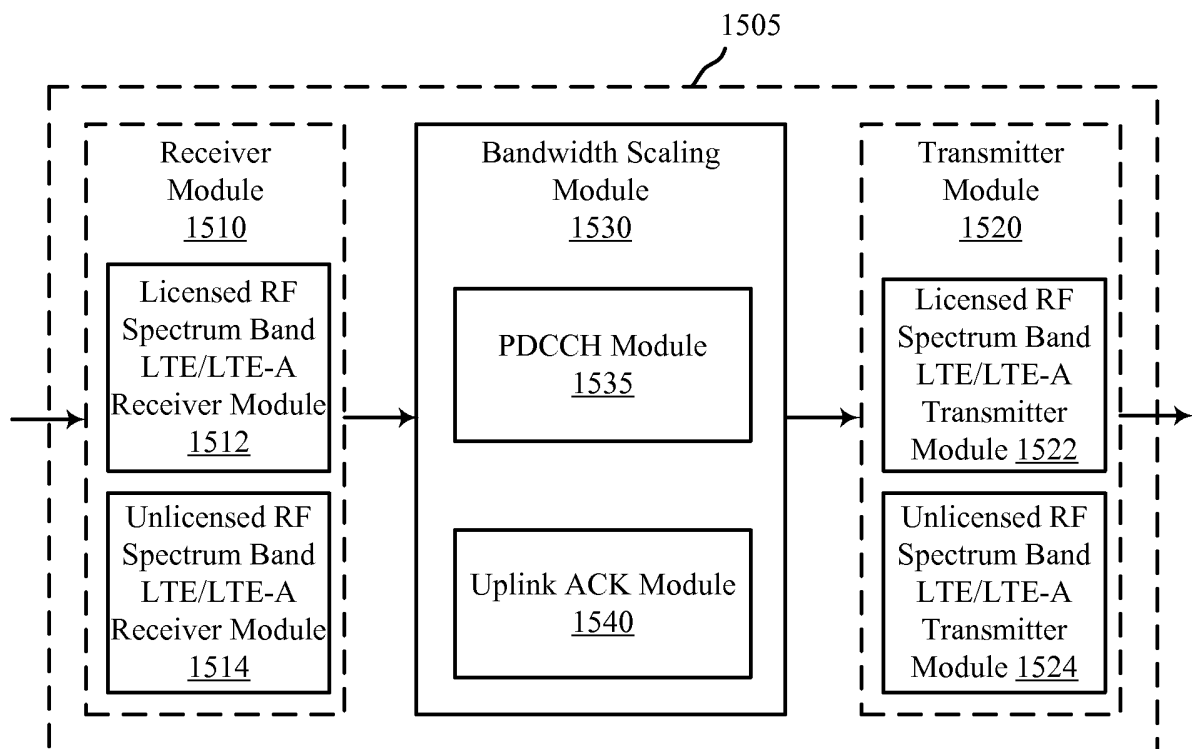 1505
Receiver
Module
1510
Licensed RF
Spectrum Band
LTE/LTE-A
Receiver Module
1512
Unlicensed RF
Spectrum Band
LTE/LTE-A
Receiver Module
1514
Bandwidth Scaling
Module
1530
PDCCH Module
1535
Uplink ACK Module
1540
Transmitter
Module
1520
Licensed RF
Spectrum Band
LTE/LTE-A
Transmitter
Module 1522
Unlicensed RF
Spectrum Band
LTE/LTE-A
Transmitter
Module 1524